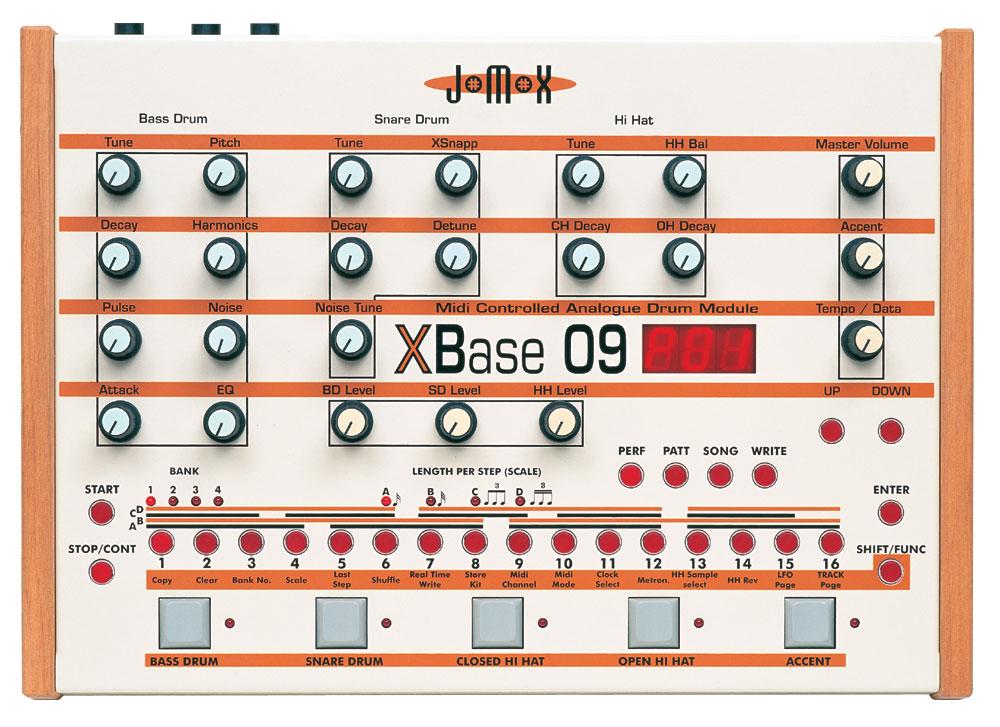 JoMoX
Bass Drum Snare Drum Hi Hat
Tune Pitch Tune XSnapp Tune HH Bal Master Volume
Decay Harmonics Decay Detune CH Decay OH Decay Accent
Pulse Noise Noise Tune Midi Controlled Analogue Drum Module Tempo / Data
XBase 09
Attack EQ BD Level SD Level HH Level UP DOWN
PERF PATT SONG WRITE
BANK LENGTH PER STEP (SCALE)
START 1 2 3 4 A B C 3 D 3 ENTER
D
C
B
A
STOP/CONT SHIFT/FUNC
1 2 3 4 5 6 7 8 9 10 11 12 13 14 15 16
Copy Clear Bank No. Scale Last Step Shuffle Real Time Write Store Kit Midi Channel Midi Mode Clock Select Metron. HH Sample select HH Rev LFO Page TRACK Page
BASS DRUM SNARE DRUM CLOSED HI HAT OPEN HI HAT ACCENT